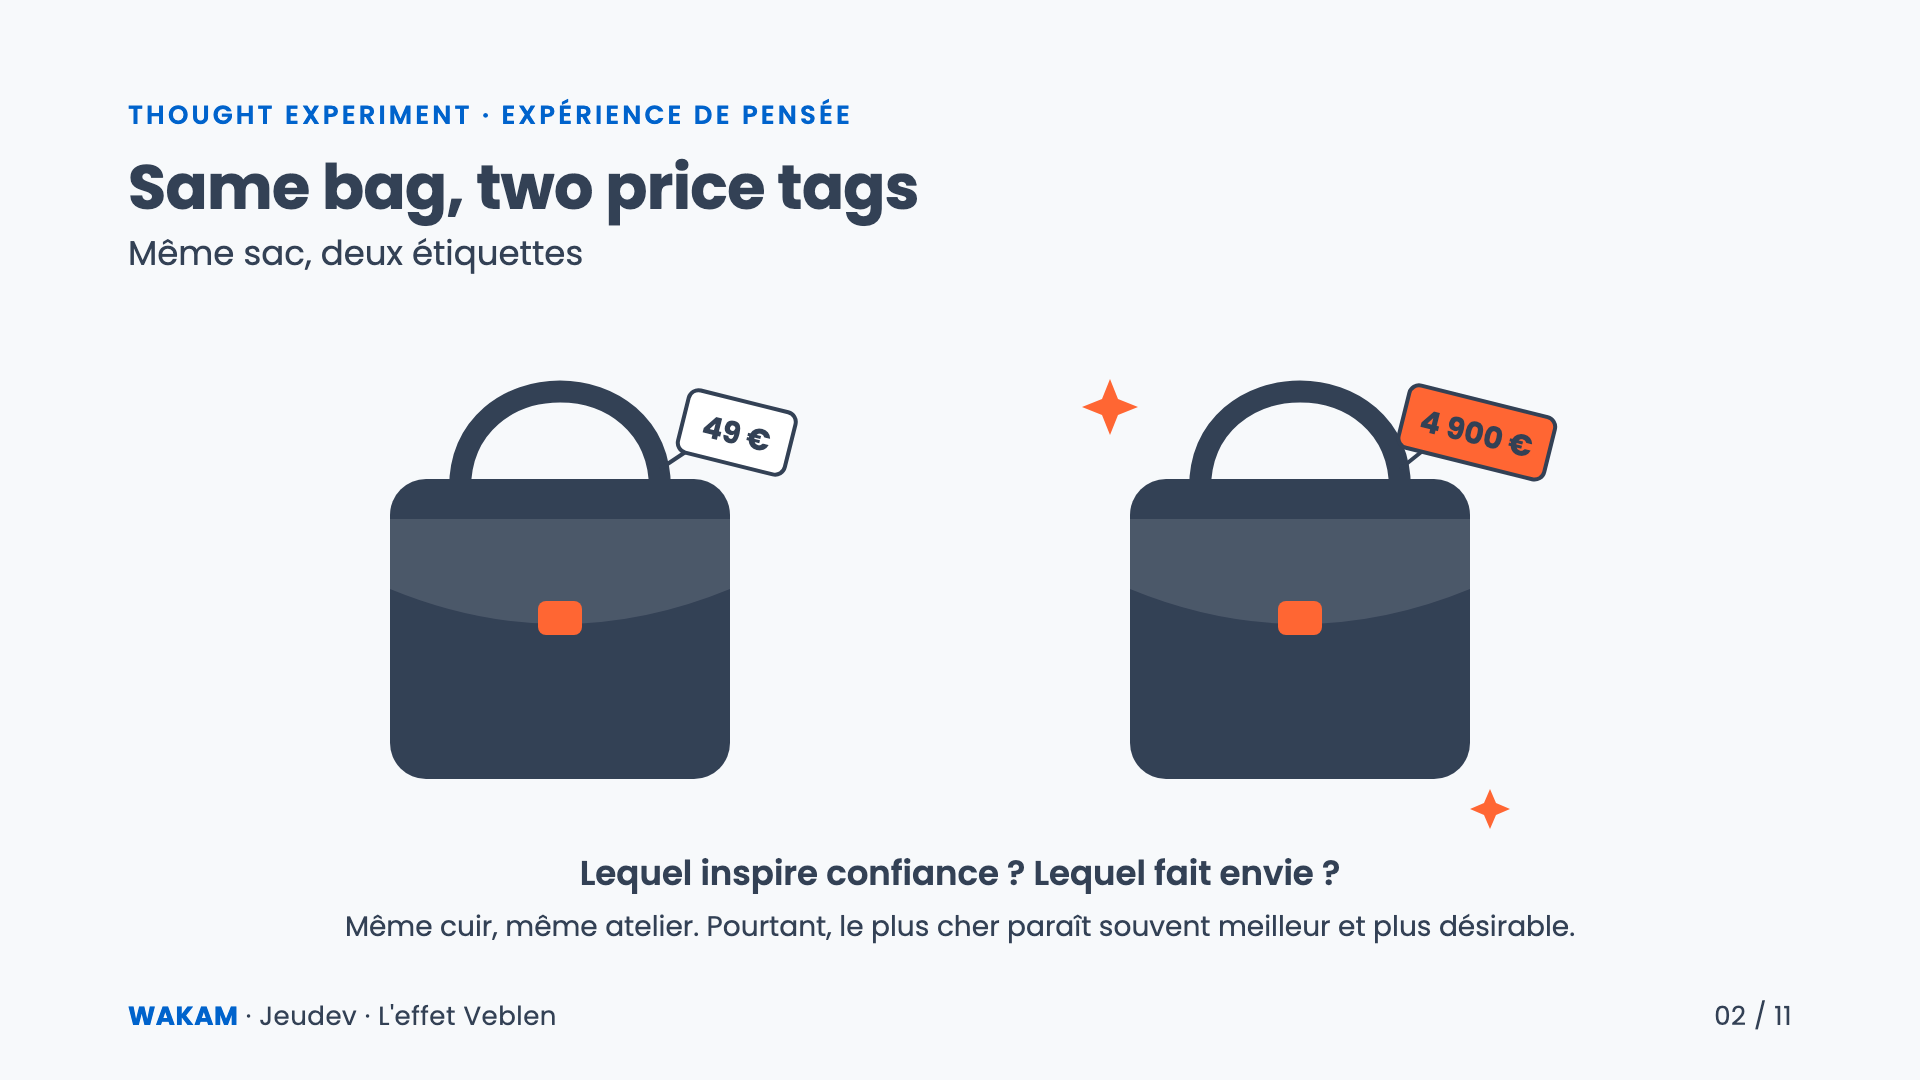 THOUGHT EXPERIMENT · EXPÉRIENCE DE PENSÉE
Same bag, two price tags
Même sac, deux étiquettes
49 €
4 900 €
Lequel inspire confiance ? Lequel fait envie ?
Même cuir, même atelier. Pourtant, le plus cher paraît souvent meilleur et plus désirable.
WAKAM · Jeudev · L'effet Veblen
02 / 11